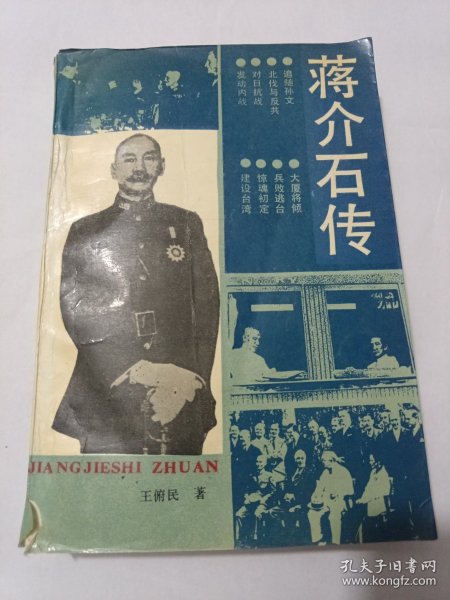 蒋介石传
追随孙文
北伐与反共
对日抗战
发动内战
大厦将倾
兵败逃台
惊魂初定
建设台湾
JIANGJIESHI ZHUAN
王俯民 著
孔夫子旧书网
www.kongfz.com